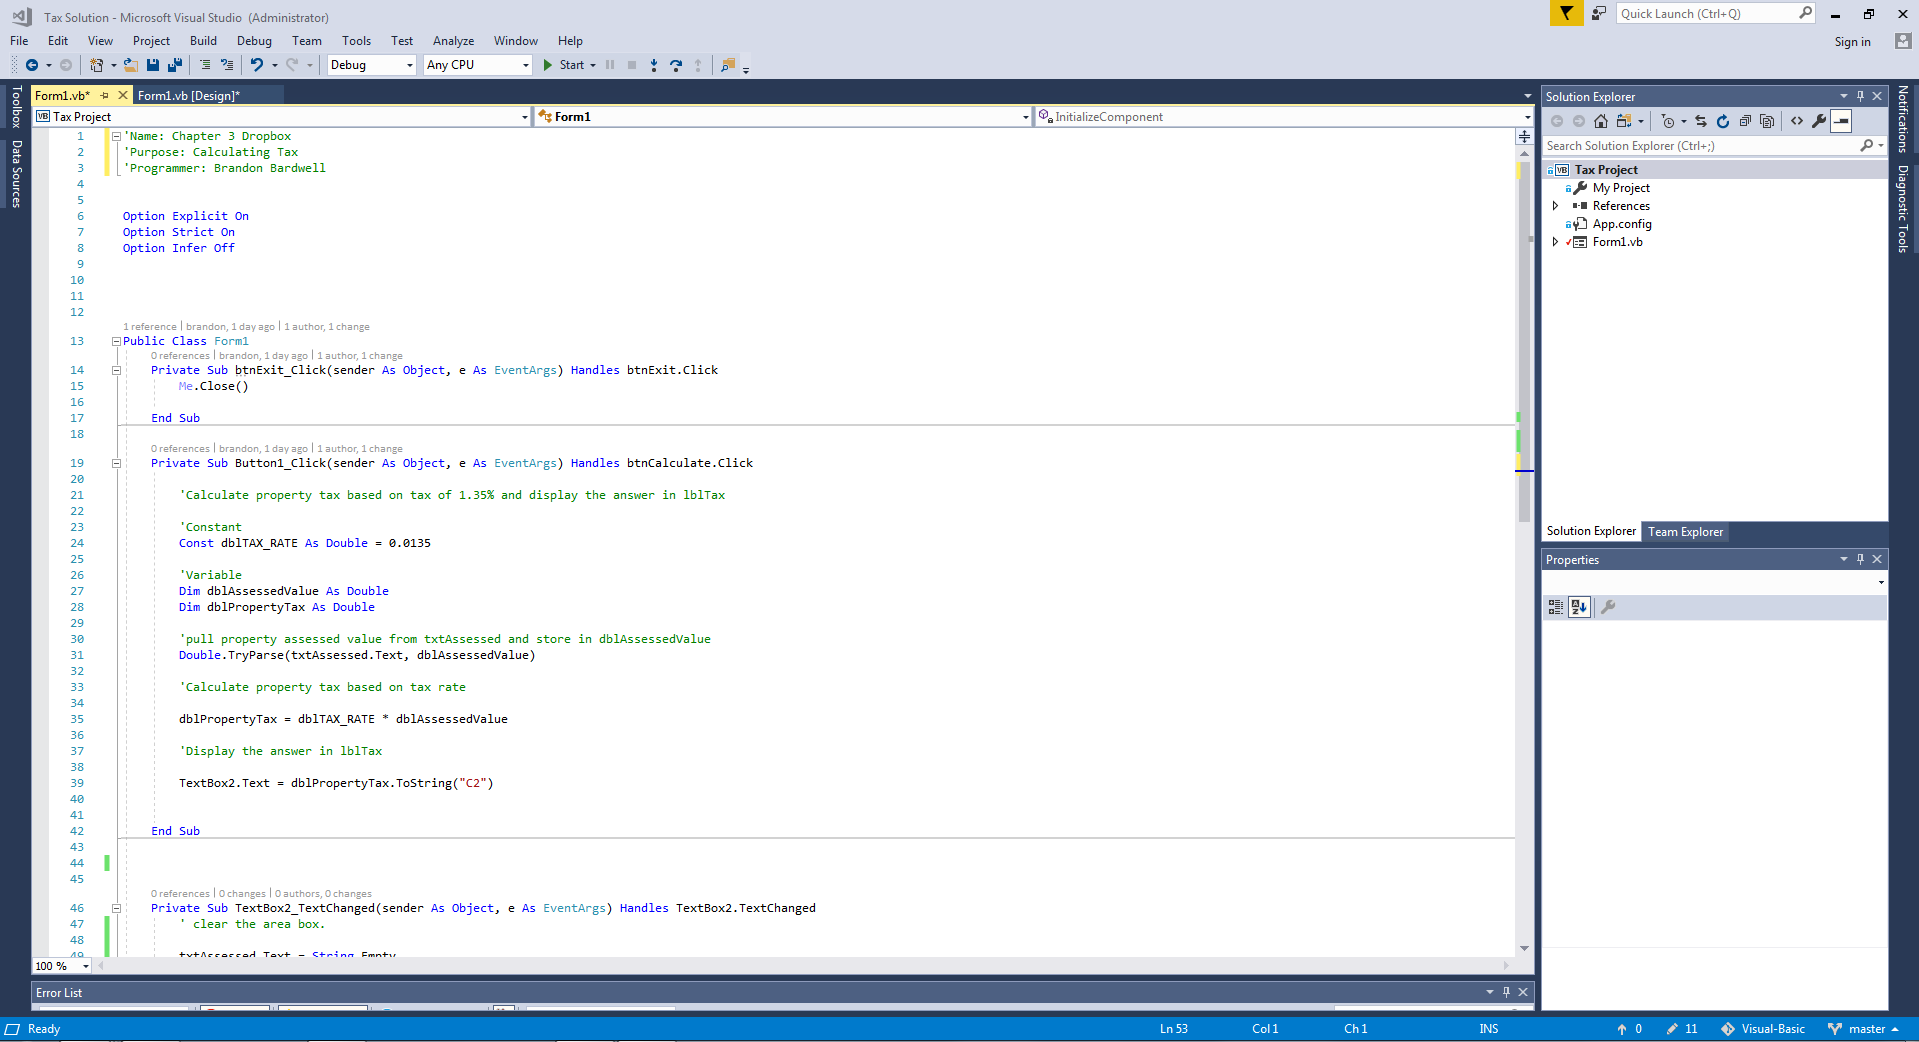 Tax Solution - Microsoft Visual Studio (Administrator)
Quick Launch (Ctrl+Q)
File Edit View Project Build Debug Team Tools Test Analyze Window Help
Sign in
Debug Any CPU Start
Toolbox
Data Sources
Form1.vb* Form1.vb [Design]*
Tax Project Form1 InitializeComponent
1 'Name: Chapter 3 Dropbox
2 'Purpose: Calculating Tax
3 'Programmer: Brandon Bardwell
4
5
6 Option Explicit On
7 Option Strict On
8 Option Infer Off
9
10
11
12
1 reference | brandon, 1 day ago | 1 author, 1 change
13 Public Class Form1
0 references | brandon, 1 day ago | 1 author, 1 change
14 Private Sub btnExit_Click(sender As Object, e As EventArgs) Handles btnExit.Click
15 Me.Close()
16
17 End Sub
18
0 references | brandon, 1 day ago | 1 author, 1 change
19 Private Sub Button1_Click(sender As Object, e As EventArgs) Handles btnCalculate.Click
20
21 'Calculate property tax based on tax of 1.35% and display the answer in lblTax
22
23 'Constant
24 Const dblTAX_RATE As Double = 0.0135
25
26 'Variable
27 Dim dblAssessedValue As Double
28 Dim dblPropertyTax As Double
29
30 'pull property assessed value from txtAssessed and store in dblAssessedValue
31 Double.TryParse(txtAssessed.Text, dblAssessedValue)
32
33 'Calculate property tax based on tax rate
34
35 dblPropertyTax = dblTAX_RATE * dblAssessedValue
36
37 'Display the answer in lblTax
38
39 TextBox2.Text = dblPropertyTax.ToString("C2")
40
41
42 End Sub
43
44
45
0 references | 0 changes | 0 authors, 0 changes
46 Private Sub TextBox2_TextChanged(sender As Object, e As EventArgs) Handles TextBox2.TextChanged
47 ' clear the area box.
48
49 txtAssessed.Text = String.Empty
100 %
Error List
Solution Explorer
Search Solution Explorer (Ctrl+;)
VB Tax Project
My Project
References
App.config
Form1.vb
Solution Explorer Team Explorer
Properties
Notifications
Diagnostic Tools
Ready Ln 53 Col 1 Ch 1 INS 0 11 Visual-Basic master